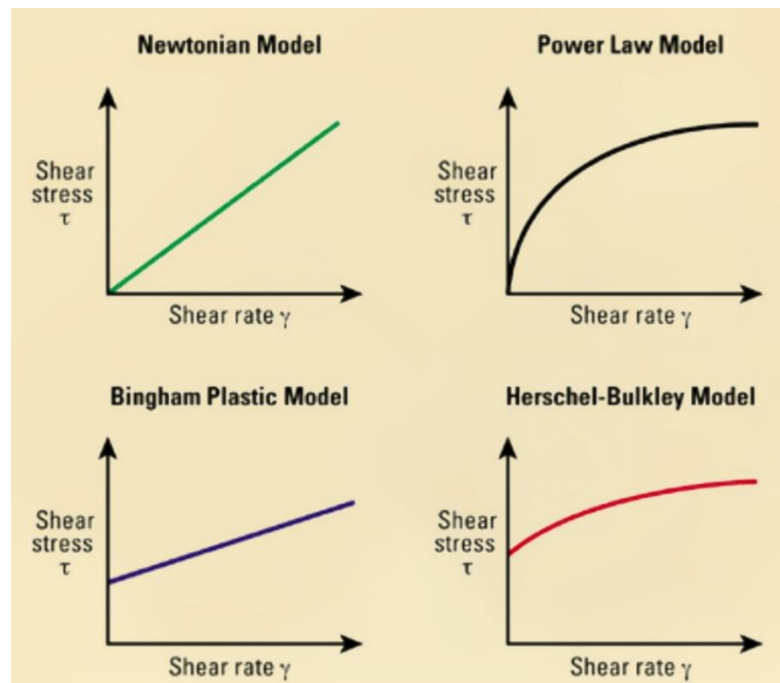 Newtonian Model
Shear
stress
τ
Shear rate γ
Power Law Model
Shear
stress
τ
Shear rate γ
Bingham Plastic Model
Shear
stress
τ
Shear rate γ
Herschel-Bulkley Model
Shear
stress
τ
Shear rate γ